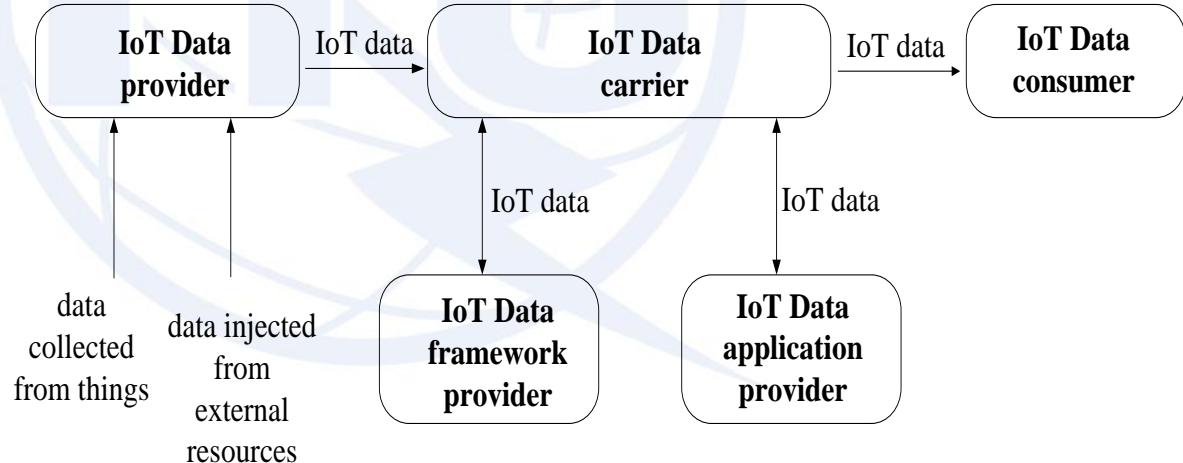 IoT Data
provider
IoT data
IoT Data
carrier
IoT data
IoT Data
consumer
IoT data
IoT data
data
collected
from things
data injected
from
external
resources
IoT Data
framework
provider
IoT Data
application
provider